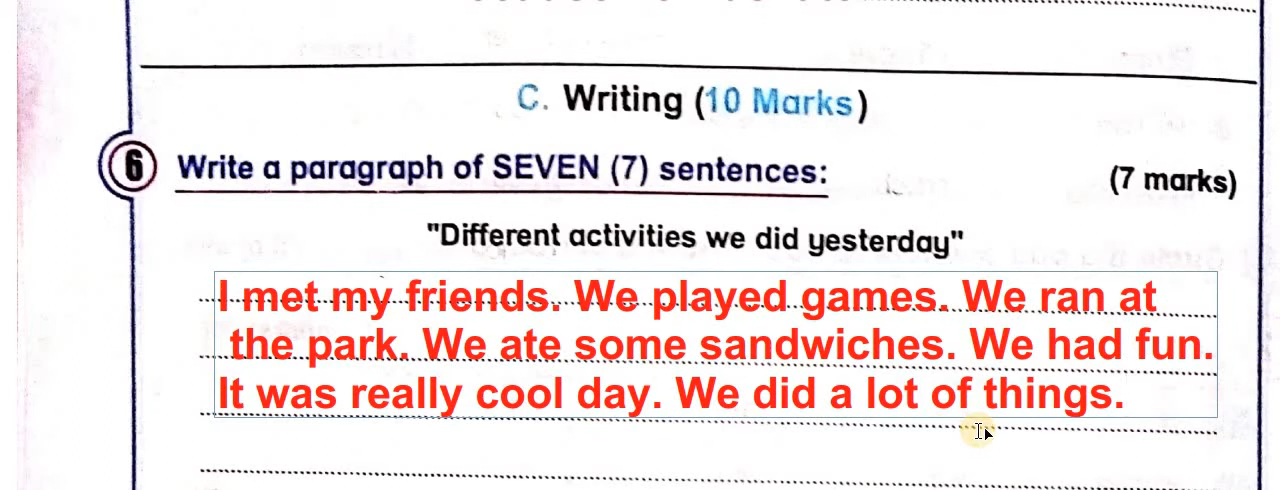 C. Writing (10 Marks)
6 Write a paragraph of SEVEN (7) sentences: (7 marks)
"Different activities we did yesterday"
I met my friends. We played games. We ran at
the park. We ate some sandwiches. We had fun.
It was really cool day. We did a lot of things.